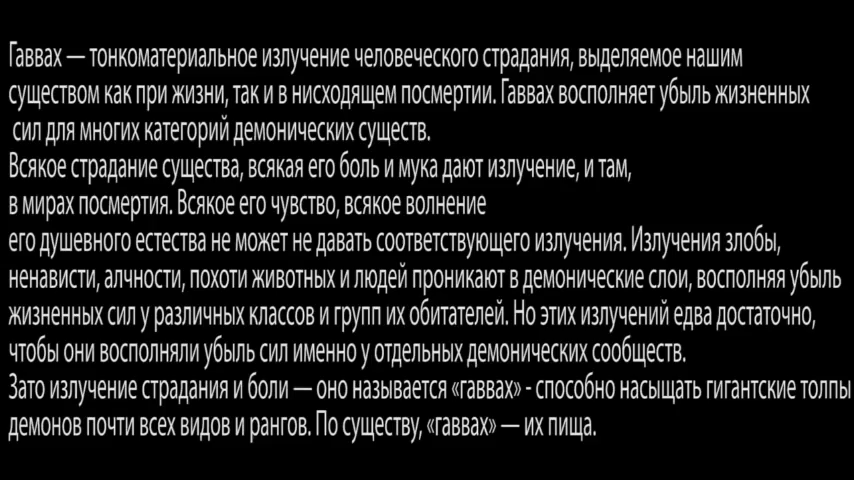 Гаввах — тонкоматериальное излучение человеческого страдания, выделяемое нашим
существом как при жизни, так и в нисходящем посмертии. Гаввах восполняет убыль жизненных
сил для многих категорий демонических существ.
Всякое страдание существа, всякая его боль и мука дают излучение, и там,
в мирах посмертия. Всякое его чувство, всякое волнение
его душевного естества не может не давать соответствующего излучения. Излучения злобы,
ненависти, алчности, похоти животных и людей проникают в демонические слои, восполняя убыль
жизненных сил у различных классов и групп их обитателей. Но этих излучений едва достаточно,
чтобы они восполняли убыль сил именно у отдельных демонических сообществ.
Зато излучение страдания и боли — оно называется «гаввах» - способно насыщать гигантские толпы
демонов почти всех видов и рангов. По существу, «гаввах» — их пища.